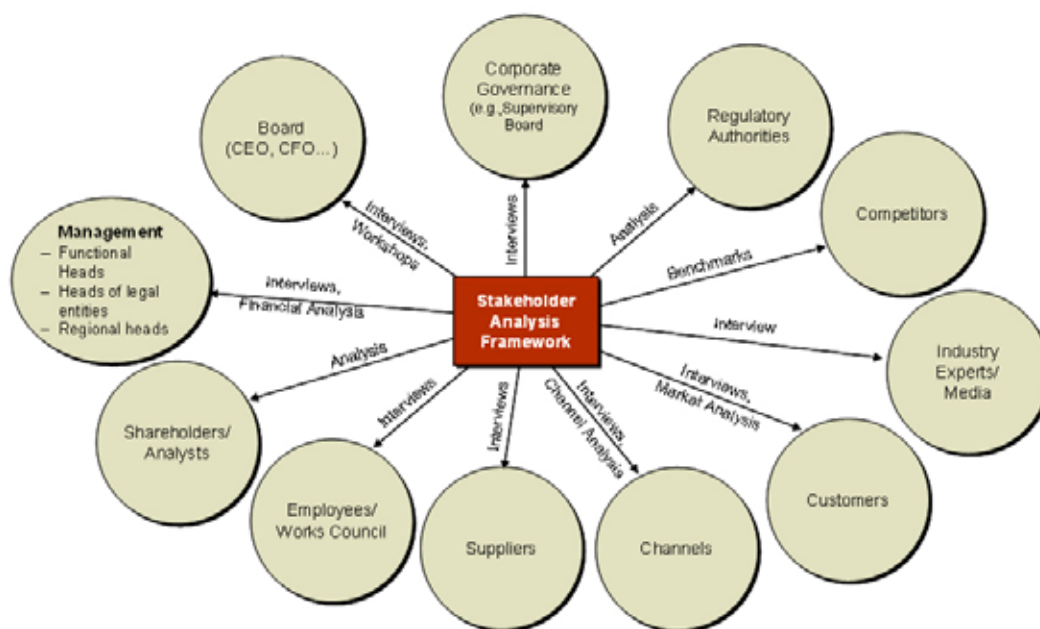 Corporate
Governance
(e.g.,Supervisory
Board
Board
(CEO, CFO...)
Regulatory
Authorities
Competitors
Management
– Functional
Heads
– Heads of legal
entities
– Regional heads
Interviews,
Workshops
Interviews
Analysis
Benchmarks
Interviews,
Financial Analysis
Stakeholder
Analysis
Framework
Interview
Industry
Experts/
Media
Analysis
Interviews
Interviews
Interviews,
Channel Analysis
Interviews,
Market Analysis
Shareholders/
Analysts
Employees/
Works Council
Suppliers
Channels
Customers